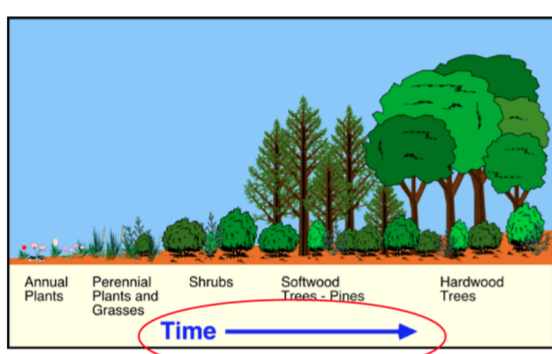 Annual
Plants
Perennial
Plants and
Grasses
Shrubs
Softwood
Trees - Pines
Hardwood
Trees
Time